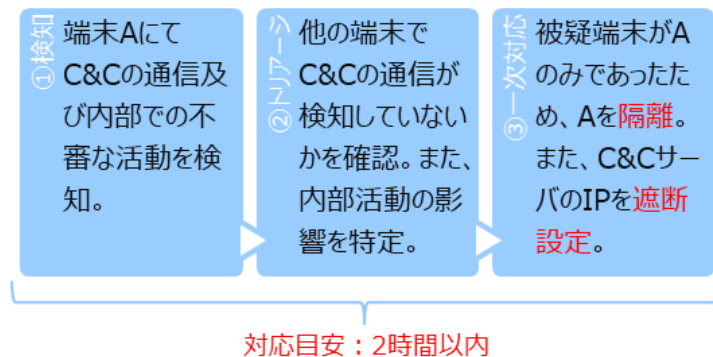 ①検知
端末Aにて
C&Cの通信及
び内部での不
審な活動を検
知。
②トリアージ
他の端末で
C&Cの通信が
検知していない
かを確認。また、
内部活動の影
響を特定。
③一次対応
被疑端末がA
のみであったた
め、Aを隔離。
また、C&Cサー
バのIPを遮断
設定。
対応目安：2時間以内